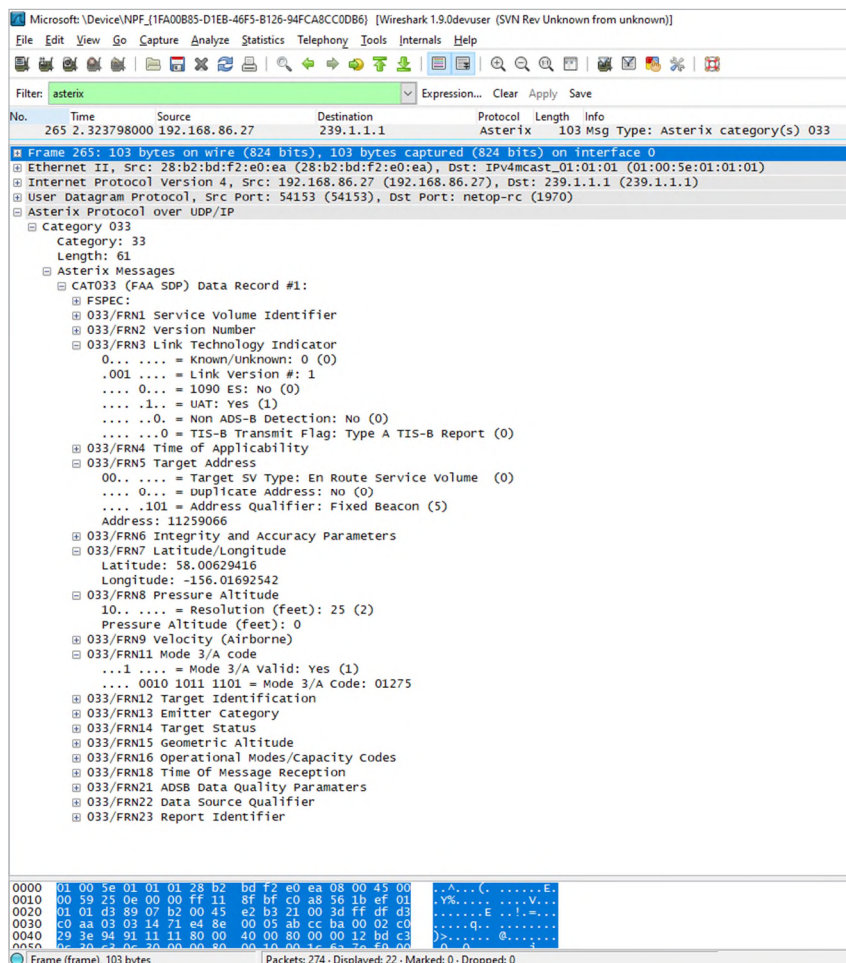 Microsoft: \Device\NPF_{1FA00B85-D1EB-46F5-B126-94FCA8CC0DB6} [Wireshark 1.9.0devuser (SVN Rev Unknown from unknown)]
File Edit View Go Capture Analyze Statistics Telephony Tools Internals Help
Filter: asterix Expression... Clear Apply Save
No. Time Source Destination Protocol Length Info
265 2.323798000 192.168.86.27 239.1.1.1 Asterix 103 Msg Type: Asterix category(s) 033
Frame 265: 103 bytes on wire (824 bits), 103 bytes captured (824 bits) on interface 0
Ethernet II, Src: 28:b2:bd:f2:e0:ea (28:b2:bd:f2:e0:ea), Dst: IPv4mcast_01:01:01 (01:00:5e:01:01:01)
Internet Protocol Version 4, Src: 192.168.86.27 (192.168.86.27), Dst: 239.1.1.1 (239.1.1.1)
User Datagram Protocol, Src Port: 54153 (54153), Dst Port: netop-rc (1970)
Asterix Protocol over UDP/IP
Category 033
Category: 33
Length: 61
Asterix Messages
CAT033 (FAA SDP) Data Record #1:
FSPEC:
033/FRN1 Service Volume Identifier
033/FRN2 Version Number
033/FRN3 Link Technology Indicator
0... .... = Known/Unknown: 0 (0)
.001 .... = Link Version #: 1
.... 0... = 1090 ES: No (0)
.... .1.. = UAT: Yes (1)
.... ..0. = Non ADS-B Detection: No (0)
.... ...0 = TIS-B Transmit Flag: Type A TIS-B Report (0)
033/FRN4 Time of Applicability
033/FRN5 Target Address
00.. .... = Target SV Type: En Route Service Volume (0)
.... 0... = Duplicate Address: No (0)
.... .101 = Address Qualifier: Fixed Beacon (5)
Address: 11259066
033/FRN6 Integrity and Accuracy Parameters
033/FRN7 Latitude/Longitude
Latitude: 58.00629416
Longitude: -156.01692542
033/FRN8 Pressure Altitude
10.. .... = Resolution (feet): 25 (2)
Pressure Altitude (feet): 0
033/FRN9 Velocity (Airborne)
033/FRN11 Mode 3/A code
...1 .... = Mode 3/A Valid: Yes (1)
.... 0010 1011 1101 = Mode 3/A Code: 01275
033/FRN12 Target Identification
033/FRN13 Emitter Category
033/FRN14 Target Status
033/FRN15 Geometric Altitude
033/FRN16 Operational Modes/Capacity Codes
033/FRN18 Time Of Message Reception
033/FRN21 ADSB Data Quality Paramaters
033/FRN22 Data Source Qualifier
033/FRN23 Report Identifier
0000 01 00 5e 01 01 01 28 b2 bd f2 e0 ea 08 00 45 00 ..^...(. ......E.
0010 00 59 25 0e 00 00 ff 11 8f bf c0 a8 56 1b ef 01 .Y%..... ....V...
0020 01 01 d3 89 07 b2 00 45 e2 b3 21 00 3d ff df d3 .......E ..!.=...
0030 c0 aa 03 03 14 71 e4 8e 00 05 ab cc ba 00 02 c0 .....q.. ........
0040 29 3e 94 91 11 11 80 00 40 00 80 00 00 12 bd c3 )>...... @.......
0050 0c 30 c3 0c 30 00 00 80 00 10 00 1c 6a 7e f9 00
Frame (frame), 103 bytes Packets: 274 · Displayed: 22 · Marked: 0 · Dropped: 0